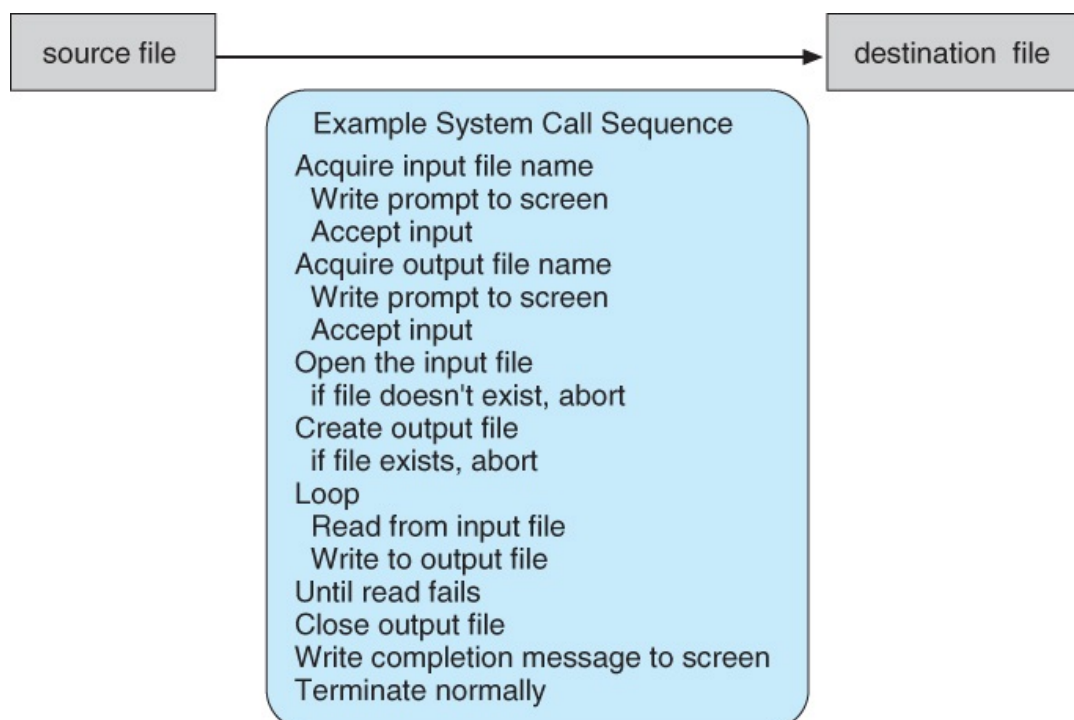 source file
destination file
Example System Call Sequence
Acquire input file name
Write prompt to screen
Accept input
Acquire output file name
Write prompt to screen
Accept input
Open the input file
if file doesn't exist, abort
Create output file
if file exists, abort
Loop
Read from input file
Write to output file
Until read fails
Close output file
Write completion message to screen
Terminate normally